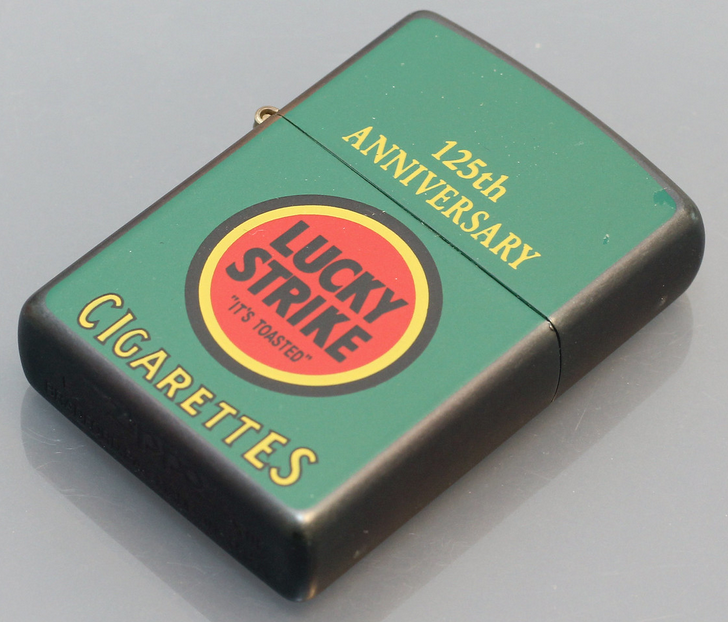 125th
ANNIVERSARY
LUCKY
STRIKE
"IT'S TOASTED"
CIGARETTES